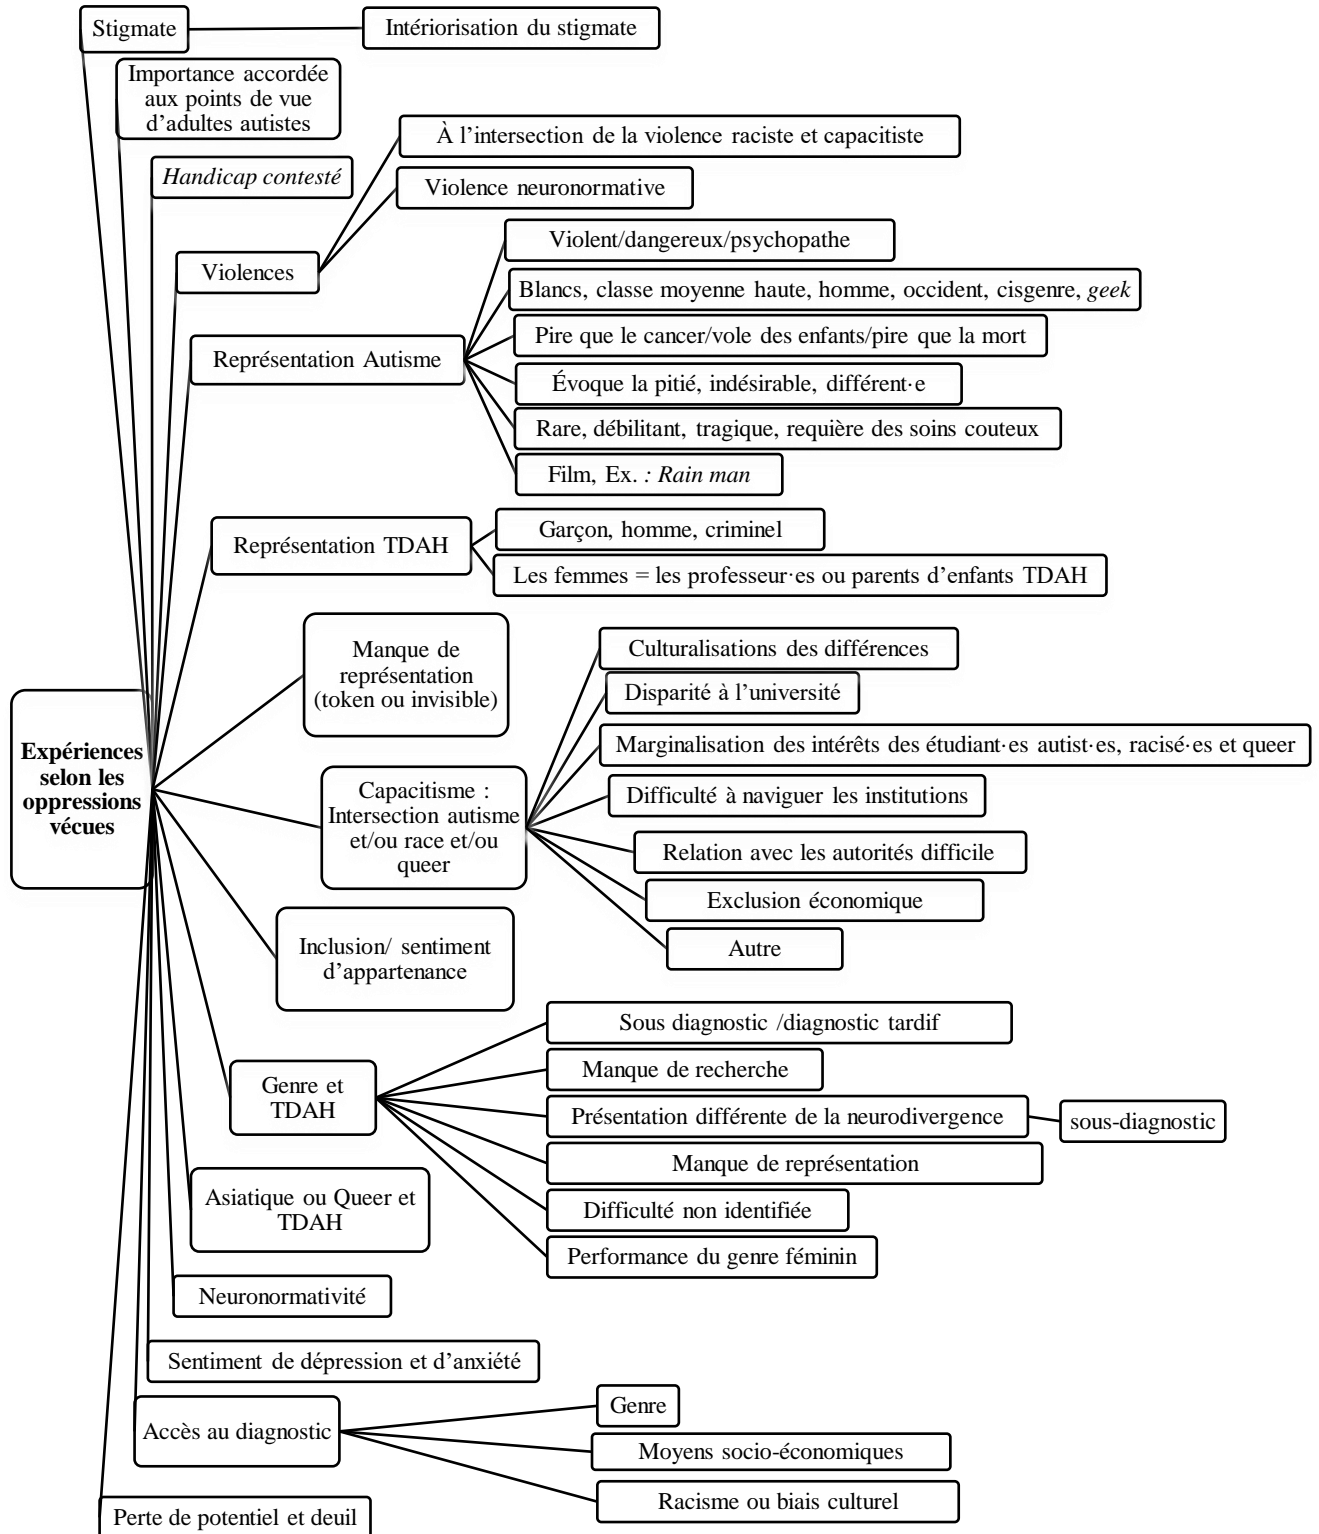 Stigmate
Intériorisation du stigmate
Importance accordée
aux points de vue
d’adultes autistes
À l’intersection de la violence raciste et capacitiste
Handicap contesté
Violence neuronormative
Violences
Violent/dangereux/psychopathe
Blancs, classe moyenne haute, homme, occident, cisgenre, geek
Pire que le cancer/vole des enfants/pire que la mort
Représentation Autisme
Évoque la pitié, indésirable, différent·e
Rare, débilitant, tragique, requière des soins couteux
Film, Ex. : Rain man
Représentation TDAH
Garçon, homme, criminel
Les femmes = les professeur·es ou parents d’enfants TDAH
Manque de
représentation
(token ou invisible)
Culturalisations des différences
Disparité à l’université
Marginalisation des intérêts des étudiant·es autist·es, racisé·es et queer
Expériences
selon les
oppressions
vécues
Capacitisme :
Intersection autisme
et/ou race et/ou
queer
Difficulté à naviguer les institutions
Relation avec les autorités difficile
Exclusion économique
Autre
Inclusion/ sentiment
d’appartenance
Sous diagnostic /diagnostic tardif
Manque de recherche
Genre et
TDAH
Présentation différente de la neurodivergence
sous-diagnostic
Manque de représentation
Difficulté non identifiée
Performance du genre féminin
Asiatique ou Queer et
TDAH
Neuronormativité
Sentiment de dépression et d’anxiété
Accès au diagnostic
Genre
Moyens socio-économiques
Racisme ou biais culturel
Perte de potentiel et deuil